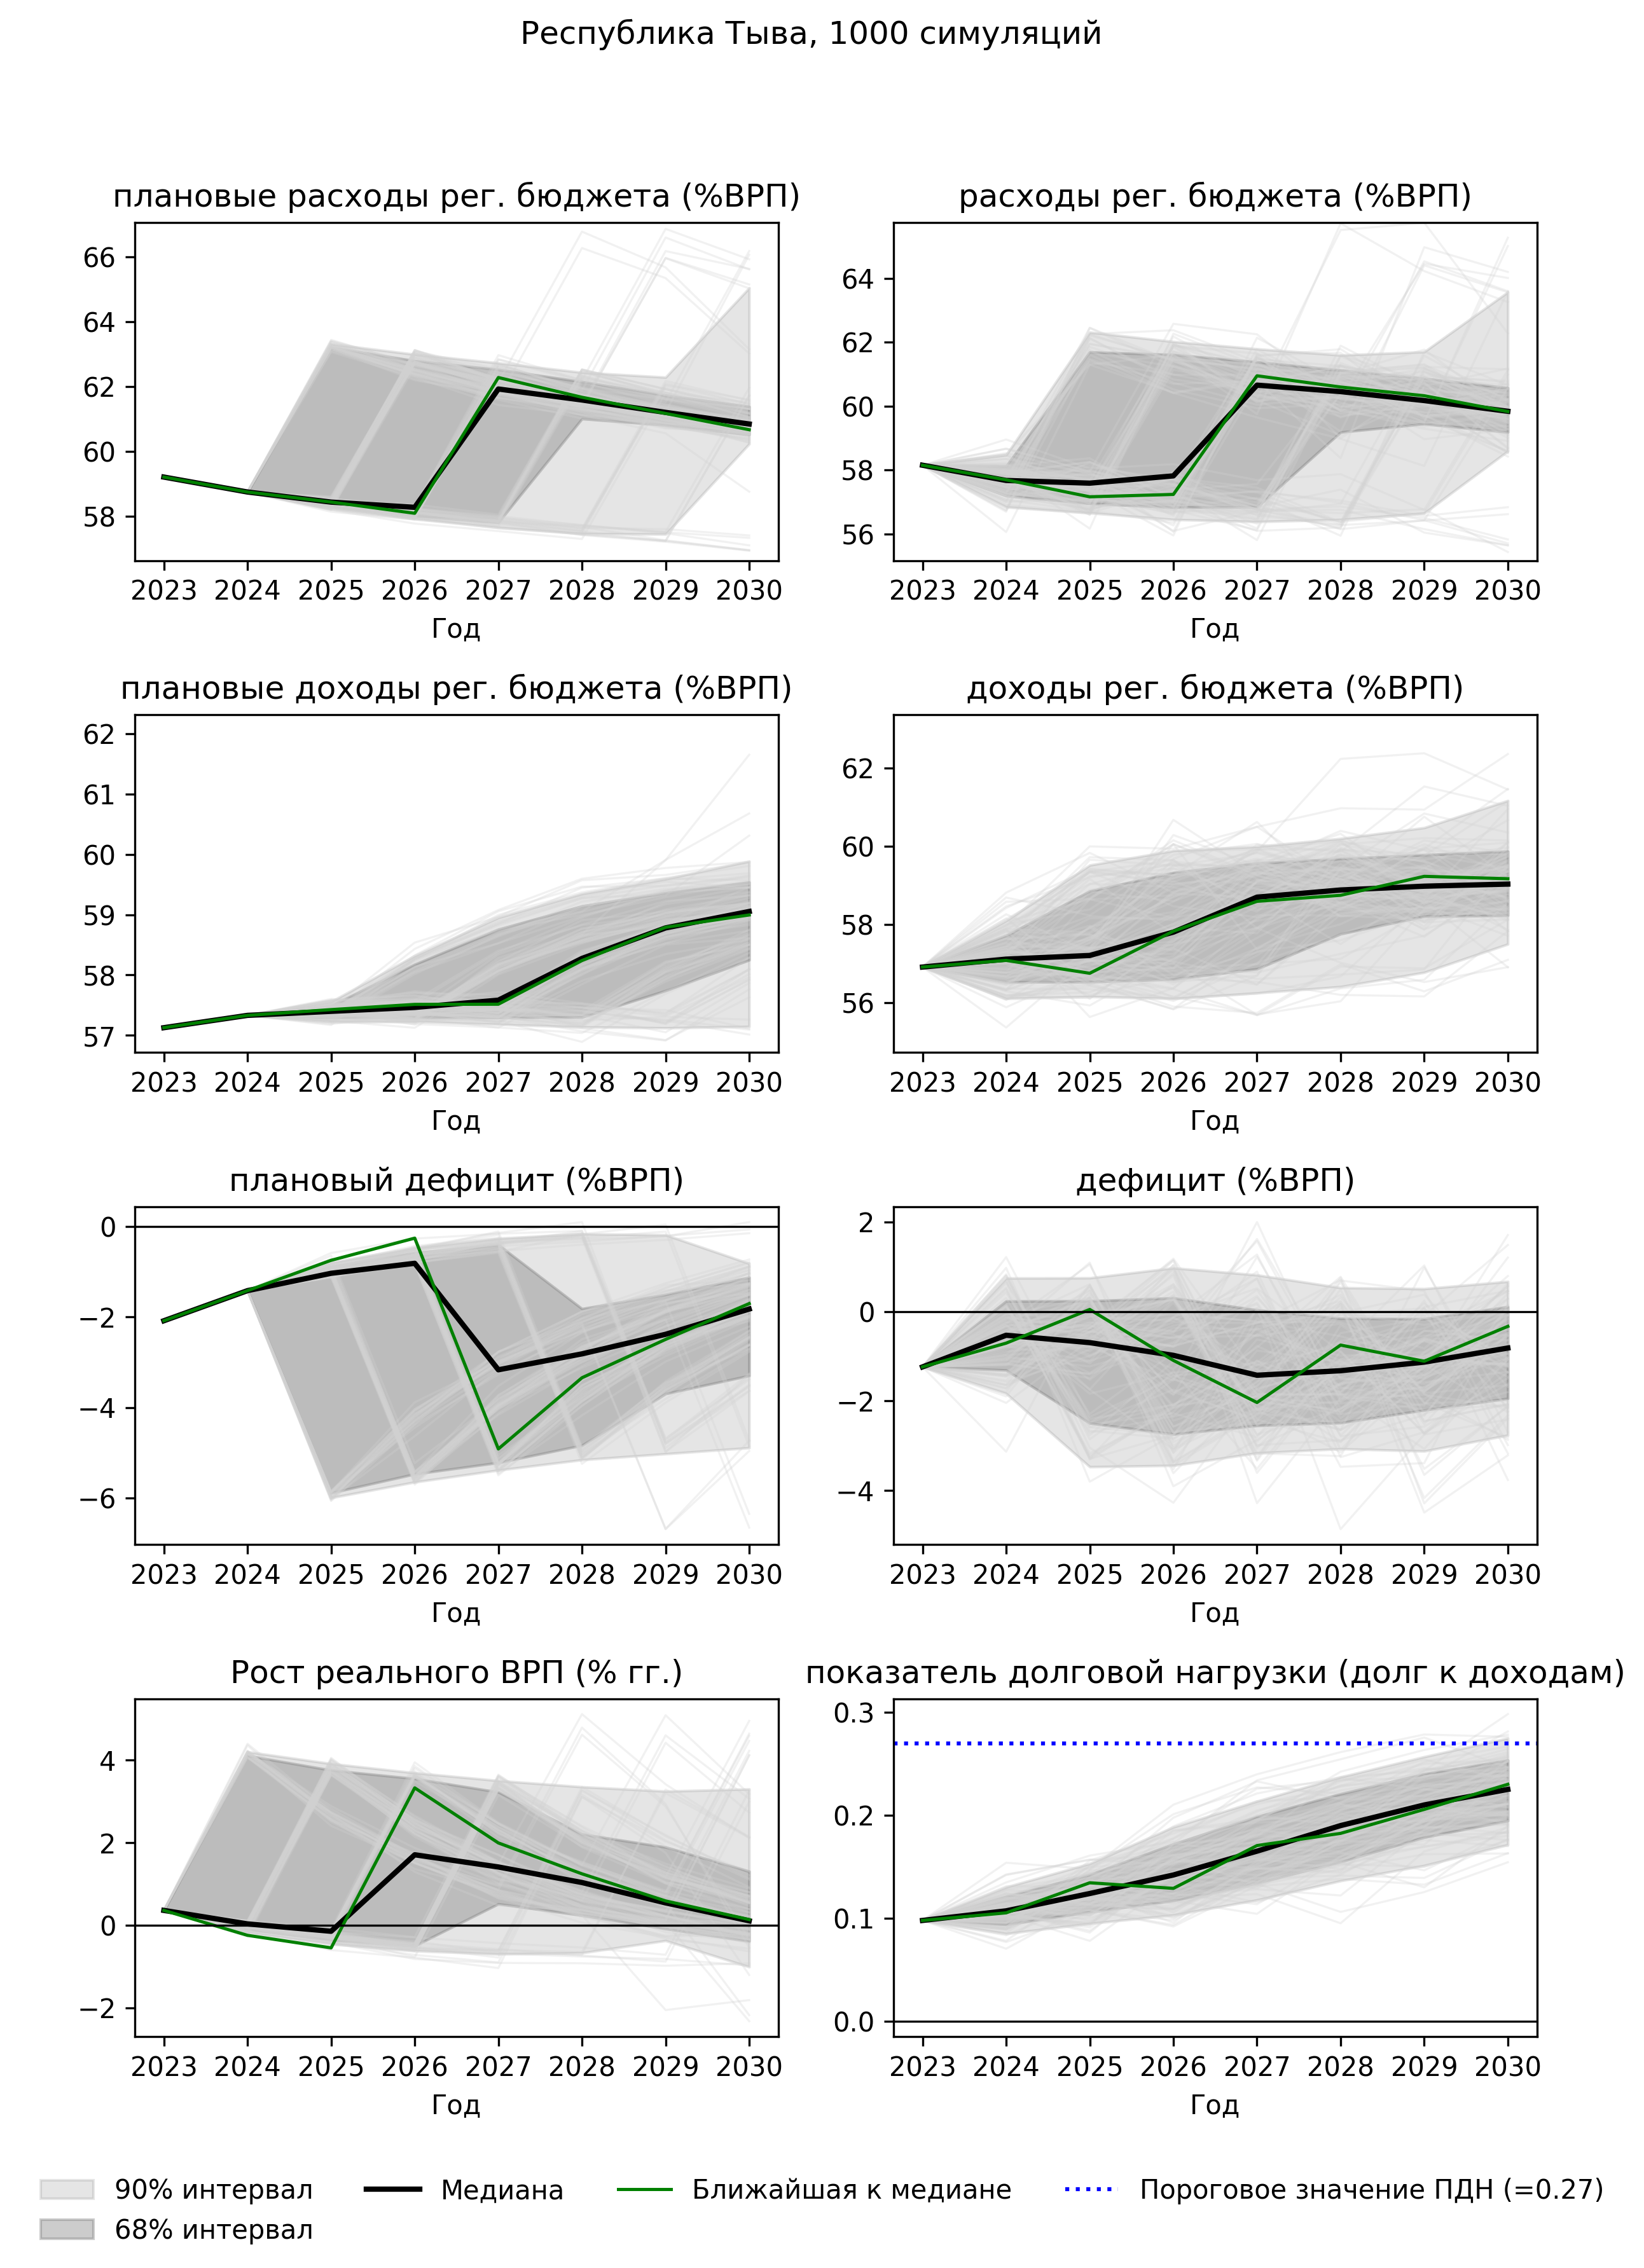 Республика Тыва, 1000 симуляций
плановые расходы рег. бюджета (%ВРП)
66
64
62
60
58
2023 2024 2025 2026 2027 2028 2029 2030
Год
расходы рег. бюджета (%ВРП)
64
62
60
58
56
2023 2024 2025 2026 2027 2028 2029 2030
Год
плановые доходы рег. бюджета (%ВРП)
62
61
60
59
58
57
2023 2024 2025 2026 2027 2028 2029 2030
Год
доходы рег. бюджета (%ВРП)
62
60
58
56
2023 2024 2025 2026 2027 2028 2029 2030
Год
плановый дефицит (%ВРП)
0
−2
−4
−6
2023 2024 2025 2026 2027 2028 2029 2030
Год
дефицит (%ВРП)
2
0
−2
−4
2023 2024 2025 2026 2027 2028 2029 2030
Год
Рост реального ВРП (% гг.)
4
2
0
−2
2023 2024 2025 2026 2027 2028 2029 2030
Год
показатель долговой нагрузки (долг к доходам)
0.3
0.2
0.1
0.0
2023 2024 2025 2026 2027 2028 2029 2030
Год
90% интервал
68% интервал
Медиана
Ближайшая к медиане
Пороговое значение ПДН (=0.27)